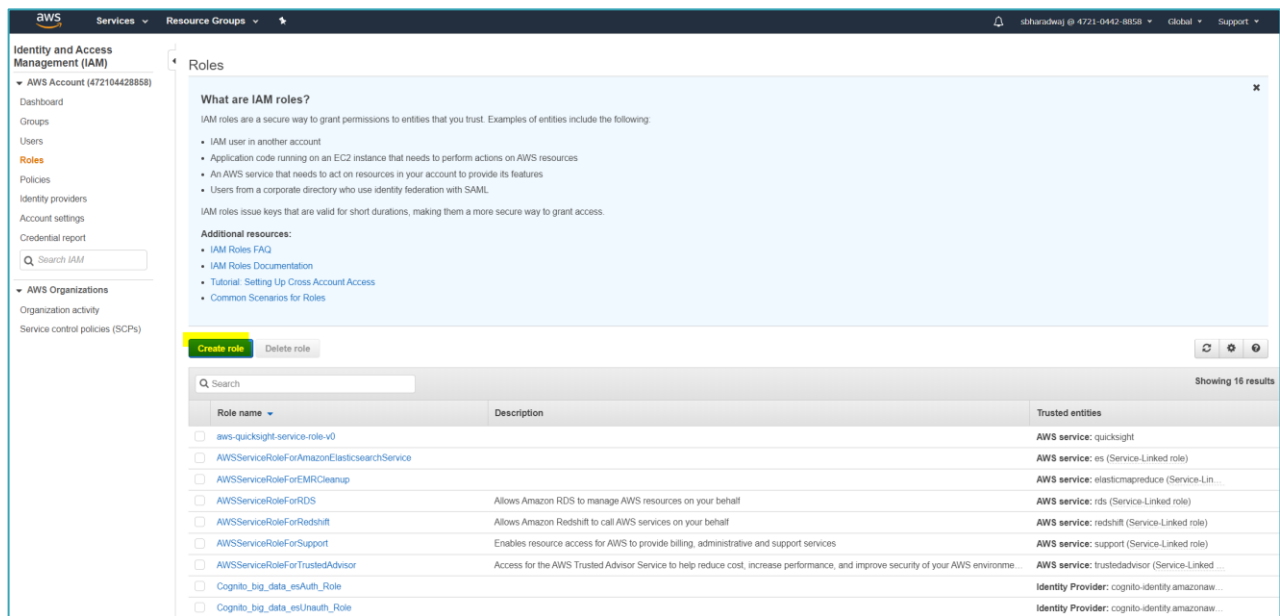 aws Services Resource Groups sbharadwaj @ 4721-0442-8858 Global Support
Identity and Access
Management (IAM)
AWS Account (472104428858)
Dashboard
Groups
Users
Roles
Policies
Identity providers
Account settings
Credential report
Search IAM
AWS Organizations
Organization activity
Service control policies (SCPs)
Roles
What are IAM roles?
IAM roles are a secure way to grant permissions to entities that you trust. Examples of entities include the following:
• IAM user in another account
• Application code running on an EC2 instance that needs to perform actions on AWS resources
• An AWS service that needs to act on resources in your account to provide its features
• Users from a corporate directory who use identity federation with SAML
IAM roles issue keys that are valid for short durations, making them a more secure way to grant access.
Additional resources:
• IAM Roles FAQ
• IAM Roles Documentation
• Tutorial: Setting Up Cross Account Access
• Common Scenarios for Roles
Create role Delete role
Search Showing 16 results
Role name Description Trusted entities
aws-quicksight-service-role-v0 AWS service: quicksight
AWSServiceRoleForAmazonElasticsearchService AWS service: es (Service-Linked role)
AWSServiceRoleForEMRCleanup AWS service: elasticmapreduce (Service-Lin...
AWSServiceRoleForRDS Allows Amazon RDS to manage AWS resources on your behalf AWS service: rds (Service-Linked role)
AWSServiceRoleForRedshift Allows Amazon Redshift to call AWS services on your behalf AWS service: redshift (Service-Linked role)
AWSServiceRoleForSupport Enables resource access for AWS to provide billing, administrative and support services AWS service: support (Service-Linked role)
AWSServiceRoleForTrustedAdvisor Access for the AWS Trusted Advisor Service to help reduce cost, increase performance, and improve security of your AWS environme... AWS service: trustedadvisor (Service-Linked ...
Cognito_big_data_esAuth_Role Identity Provider: cognito-identity.amazonaw...
Cognito_big_data_esUnauth_Role Identity Provider: cognito-identity.amazonaw...